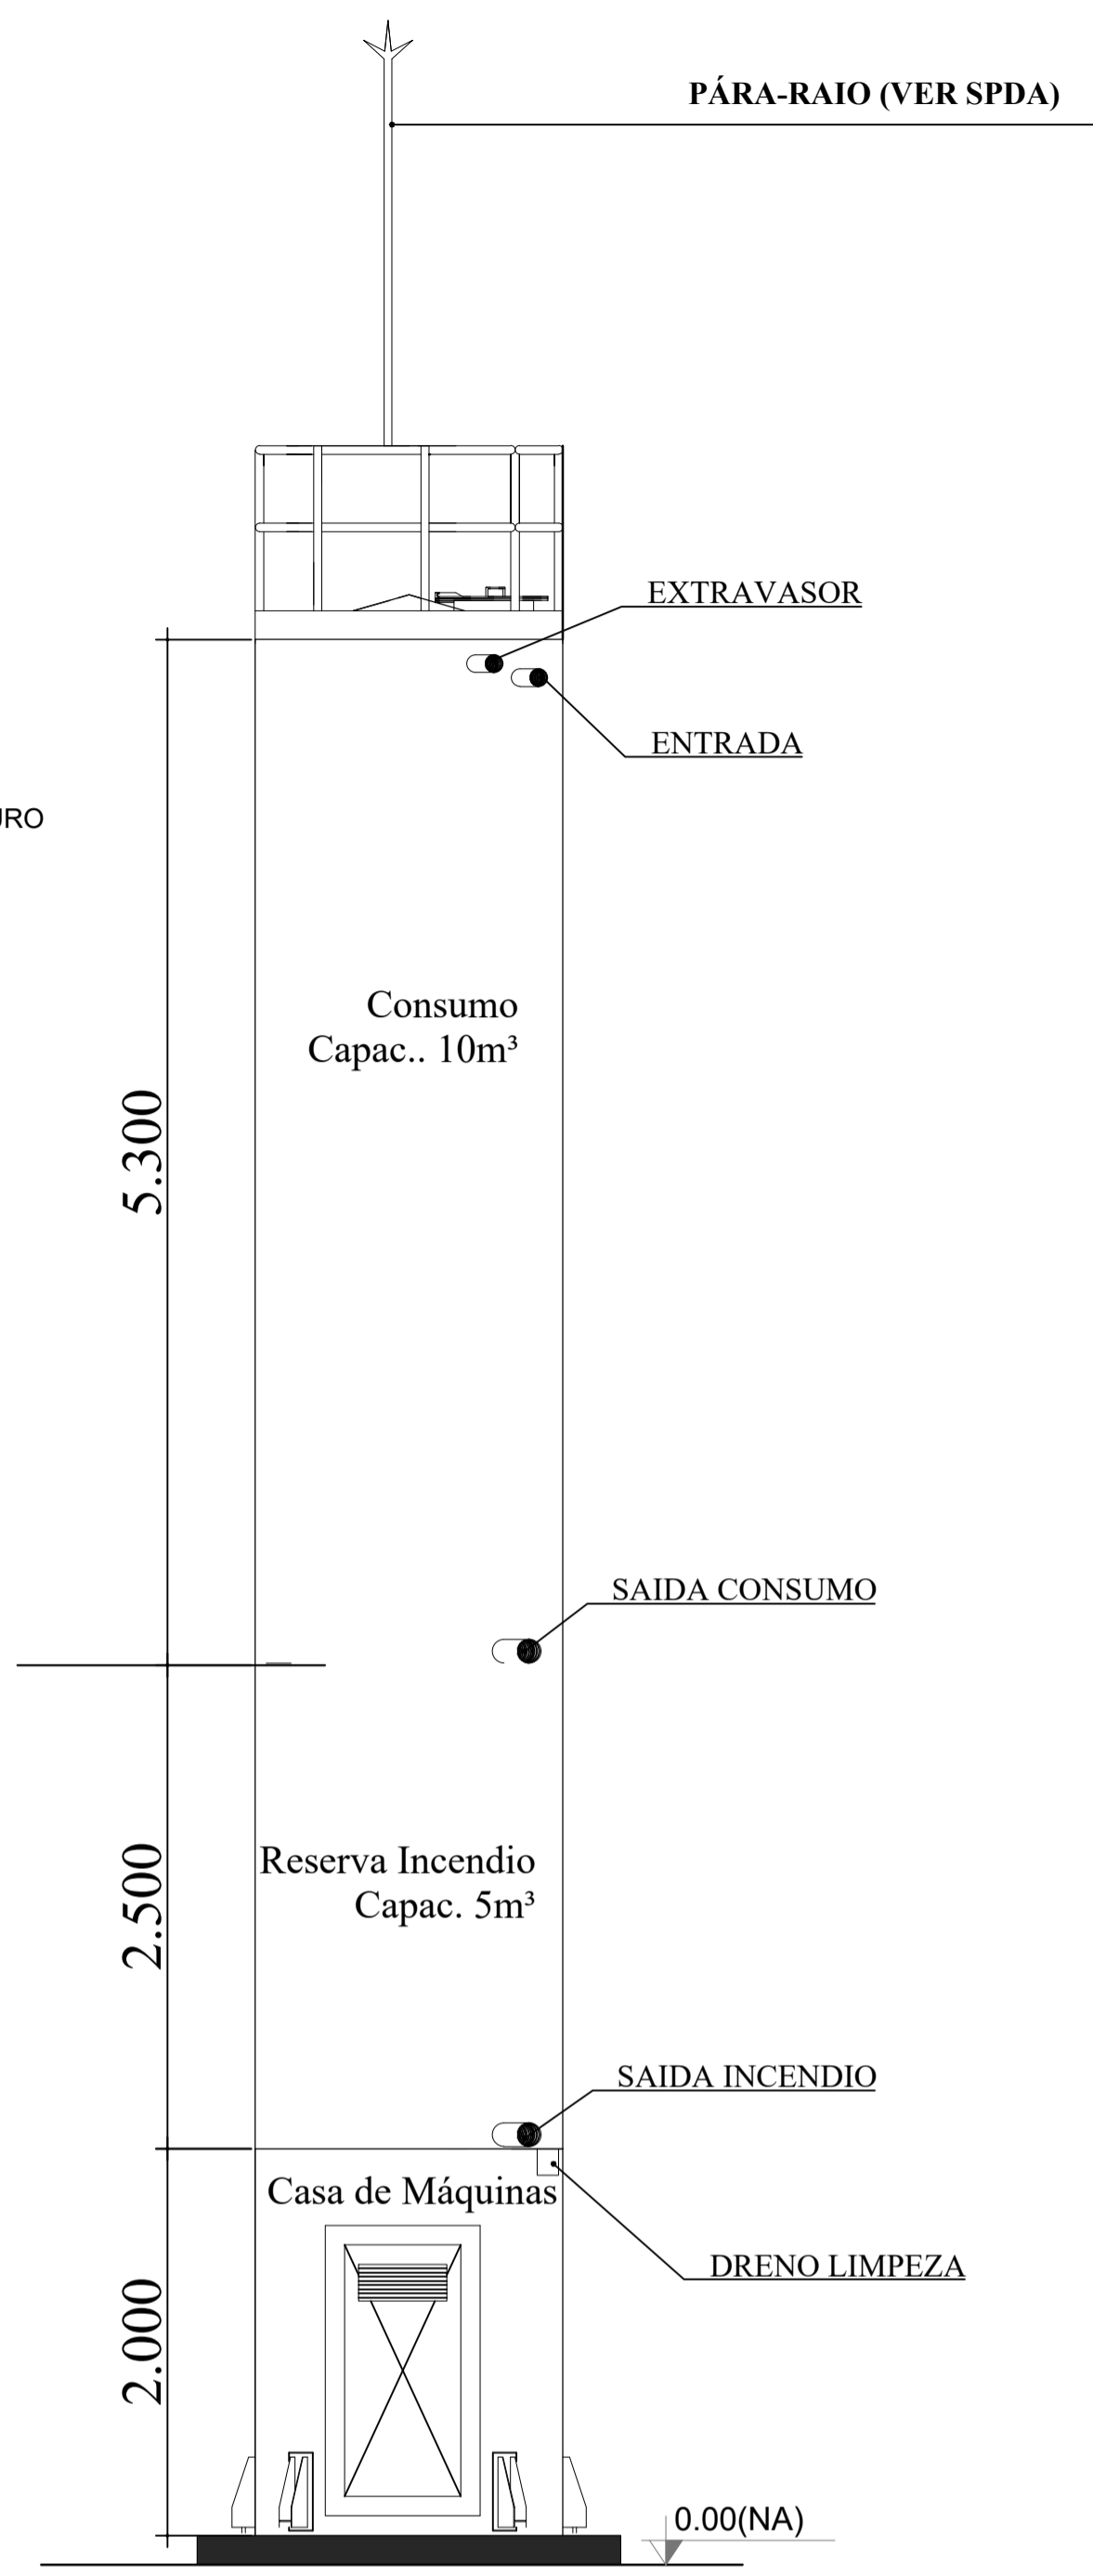 PÁRA-RAIO (VER SPDA)
EXTRAVASOR
ENTRADA
URO
Consumo
Capac.. 10m³
5.300
SAIDA CONSUMO
Reserva Incendio
Capac. 5m³
2.500
SAIDA INCENDIO
Casa de Máquinas
DRENO LIMPEZA
2.000
0.00(NA)